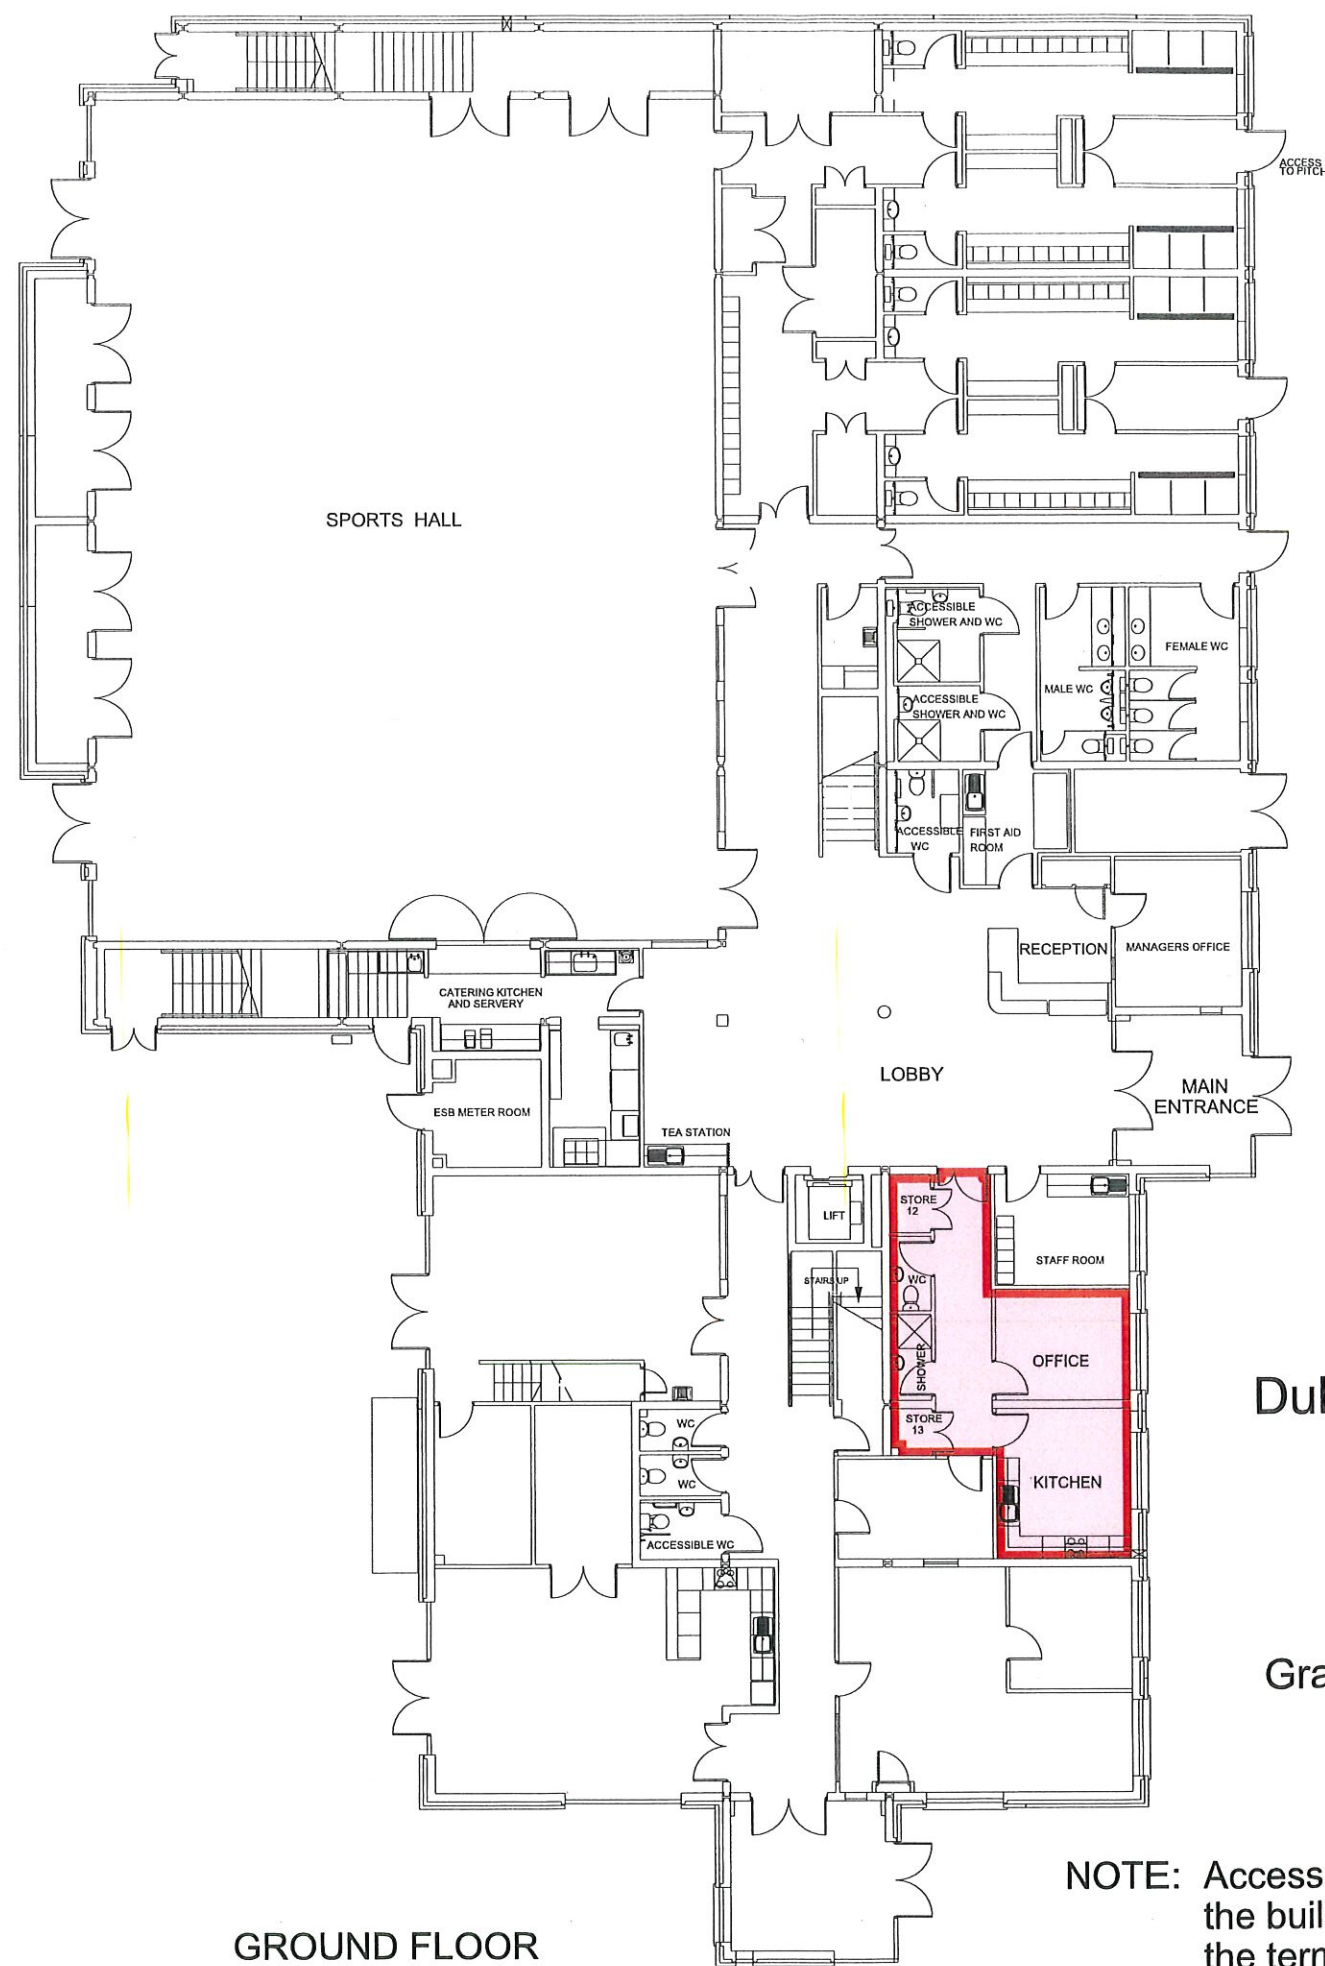 ACCESS
TO PITCH
SPORTS HALL
ACCESSIBLE
SHOWER AND WC
FEMALE WC
MALE WC
ACCESSIBLE
SHOWER AND WC
ACCESSIBLE
WC
FIRST AID
ROOM
RECEPTION
MANAGERS OFFICE
CATERING KITCHEN
AND SERVERY
LOBBY
MAIN
ENTRANCE
ESB METER ROOM
TEA STATION
STORE
12
LIFT
STAFF ROOM
STAIRS UP
WC
SHOWER
OFFICE
Dul
STORE
13
WC
WC
KITCHEN
ACCESSIBLE WC
Gra
NOTE: Access
the buil
the tern
GROUND FLOOR